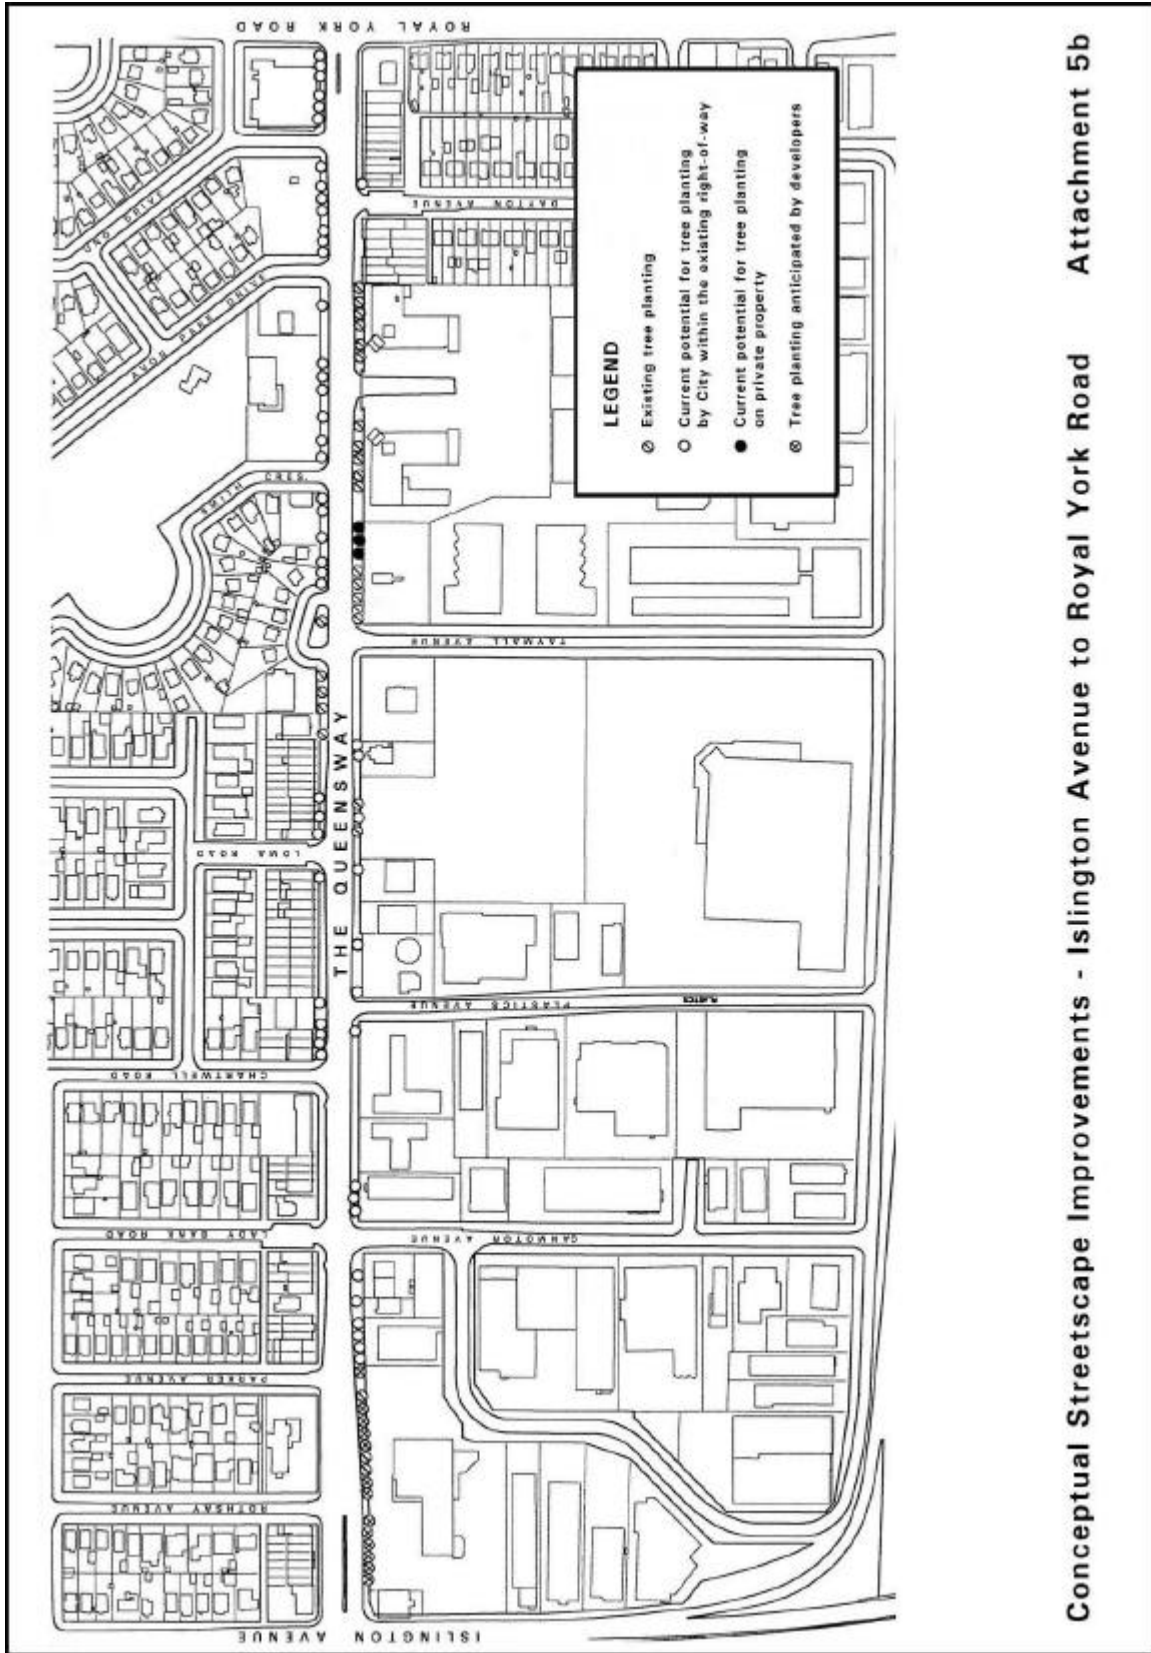 Conceptual Streetscape Improvements - Islington Avenue to Royal York Road Attachment 5b
LEGEND
Existing tree planting
Current potential for tree planting
by City within the existing right-of-way
Current potential for tree planting
on private property
Tree planting anticipated by developers
ISLINGTON AVENUE
ROTHSAY AVENUE
PARKER AVENUE
LADY BANK ROAD
CHARTWELL ROAD
LOMA ROAD
SMITH CRES.
AVON PARK DRIVE
DRIVE
ROYAL YORK ROAD
THE QUEENSWAY
AVENUE
PLASTICS AVENUE
TAYMALL AVENUE
DAYTON AVENUE